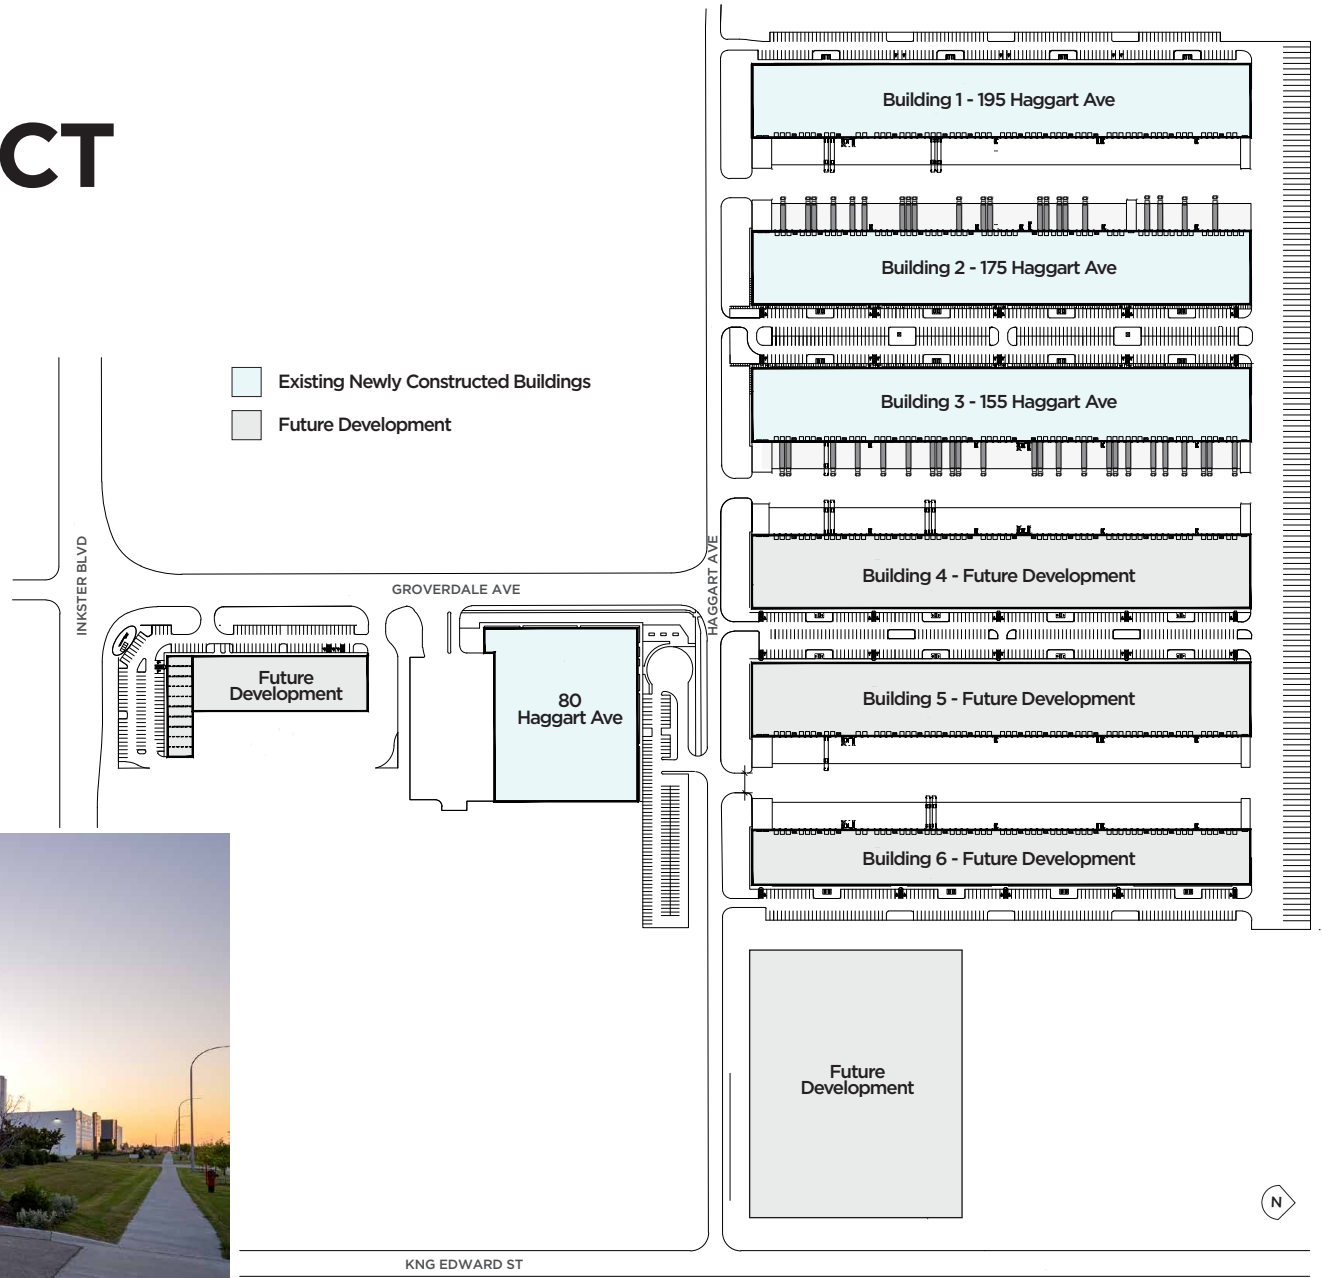 CT
Building 1 - 195 Haggart Ave
Building 2 - 175 Haggart Ave
Existing Newly Constructed Buildings
Future Development
Building 3 - 155 Haggart Ave
INKSTER BLVD
GROVERDALE AVE
HAGGART AVE
Building 4 - Future Development
Future
Development
80
Haggart Ave
Building 5 - Future Development
Building 6 - Future Development
Future
Development
N
KNG EDWARD ST